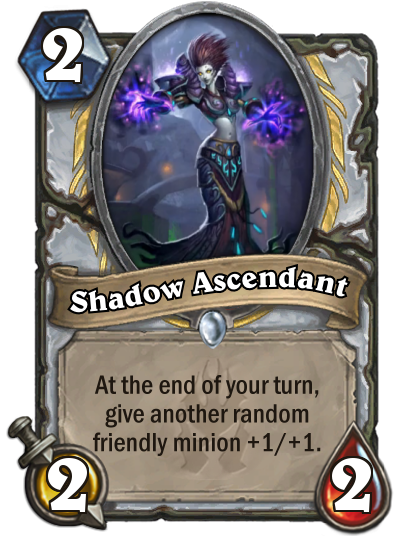 2
Shadow Ascendant
At the end of your turn,
give another random
friendly minion +1/+1.
2
2